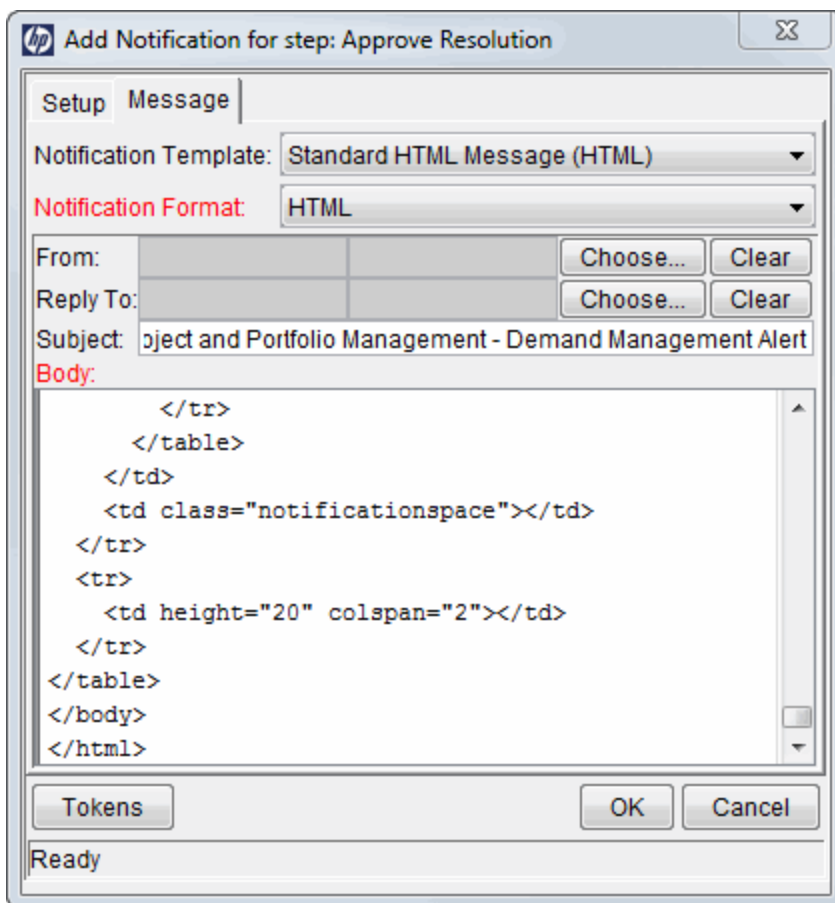 hp Add Notification for step: Approve Resolution
Setup Message
Notification Template: Standard HTML Message (HTML)
Notification Format: HTML
From: Choose... Clear
Reply To: Choose... Clear
Subject: oject and Portfolio Management - Demand Management Alert
Body:
</tr>
</table>
</td>
<td class="notificationspace"></td>
</tr>
<tr>
<td height="20" colspan="2"></td>
</tr>
</table>
</body>
</html>
Tokens OK Cancel
Ready